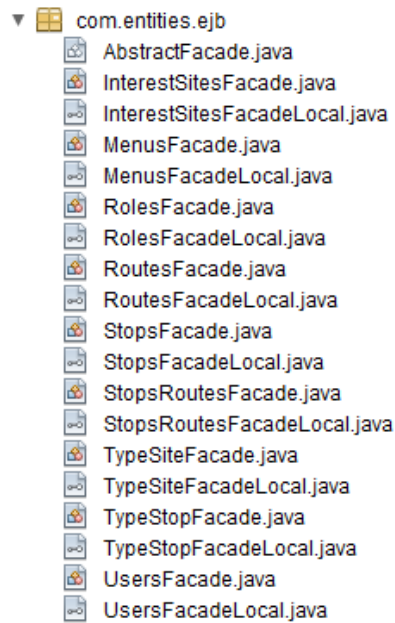 com.entities.ejb
AbstractFacade.java
InterestSitesFacade.java
InterestSitesFacadeLocal.java
MenusFacade.java
MenusFacadeLocal.java
RolesFacade.java
RolesFacadeLocal.java
RoutesFacade.java
RoutesFacadeLocal.java
StopsFacade.java
StopsFacadeLocal.java
StopsRoutesFacade.java
StopsRoutesFacadeLocal.java
TypeSiteFacade.java
TypeSiteFacadeLocal.java
TypeStopFacade.java
TypeStopFacadeLocal.java
UsersFacade.java
UsersFacadeLocal.java